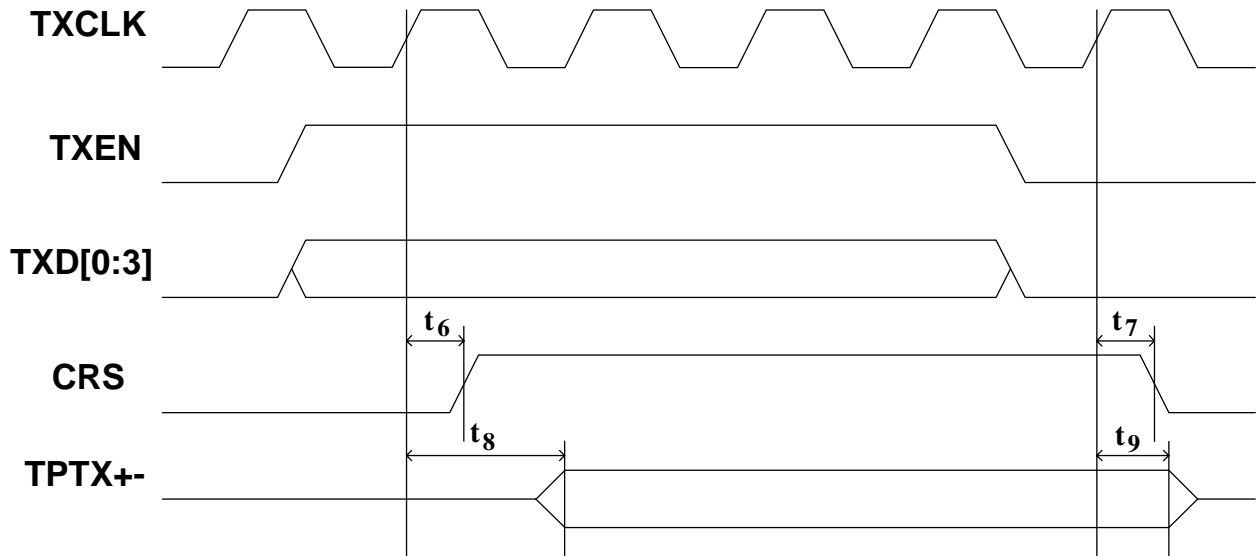 TXCLK
TXEN
TXD[0:3]
t6 t7
CRS
t8 t9
TPTX+-